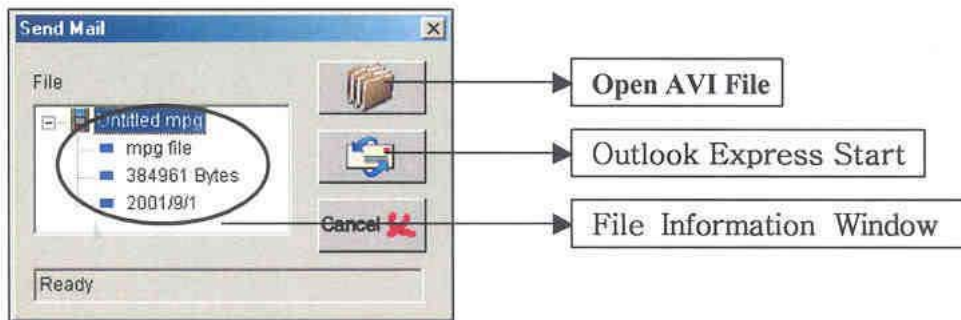 Send Mail
File
Untitled mpg
mpg file
384961 Bytes
2001/9/1
Cancel
Ready
Open AVI File
Outlook Express Start
File Information Window